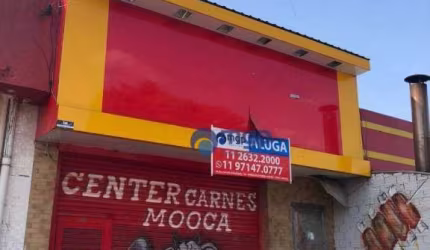 ALUGA
11 2632.2000
11 97147.0777
CENTER CARNES
MOOCA